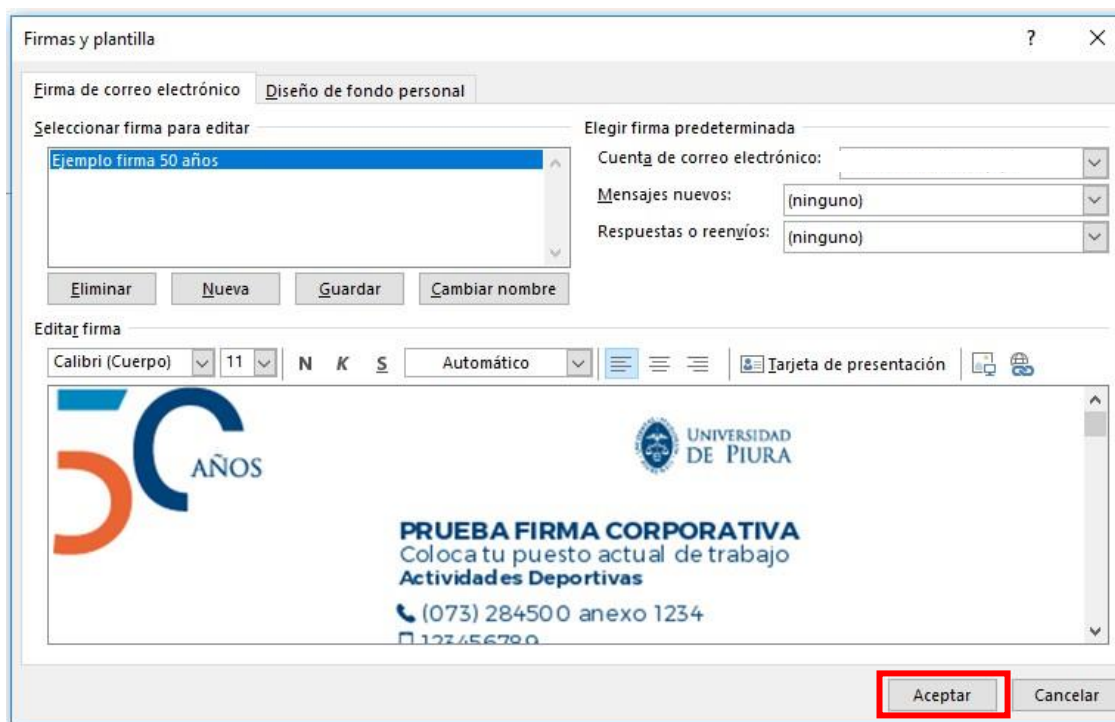 Firmas y plantilla
?
Firma de correo electrónico Diseño de fondo personal
Seleccionar firma para editar
Ejemplo firma 50 años
Elegir firma predeterminada
Cuenta de correo electrónico:
Mensajes nuevos: (ninguno)
Respuestas o reenvíos: (ninguno)
Eliminar Nueva Guardar Cambiar nombre
Editar firma
Calibri (Cuerpo) 11 N K S Automático Tarjeta de presentación
50 AÑOS
UNIVERSIDAD
DE PIURA
PRUEBA FIRMA CORPORATIVA
Coloca tu puesto actual de trabajo
Actividades Deportivas
(073) 284500 anexo 1234
123456789
Aceptar Cancelar